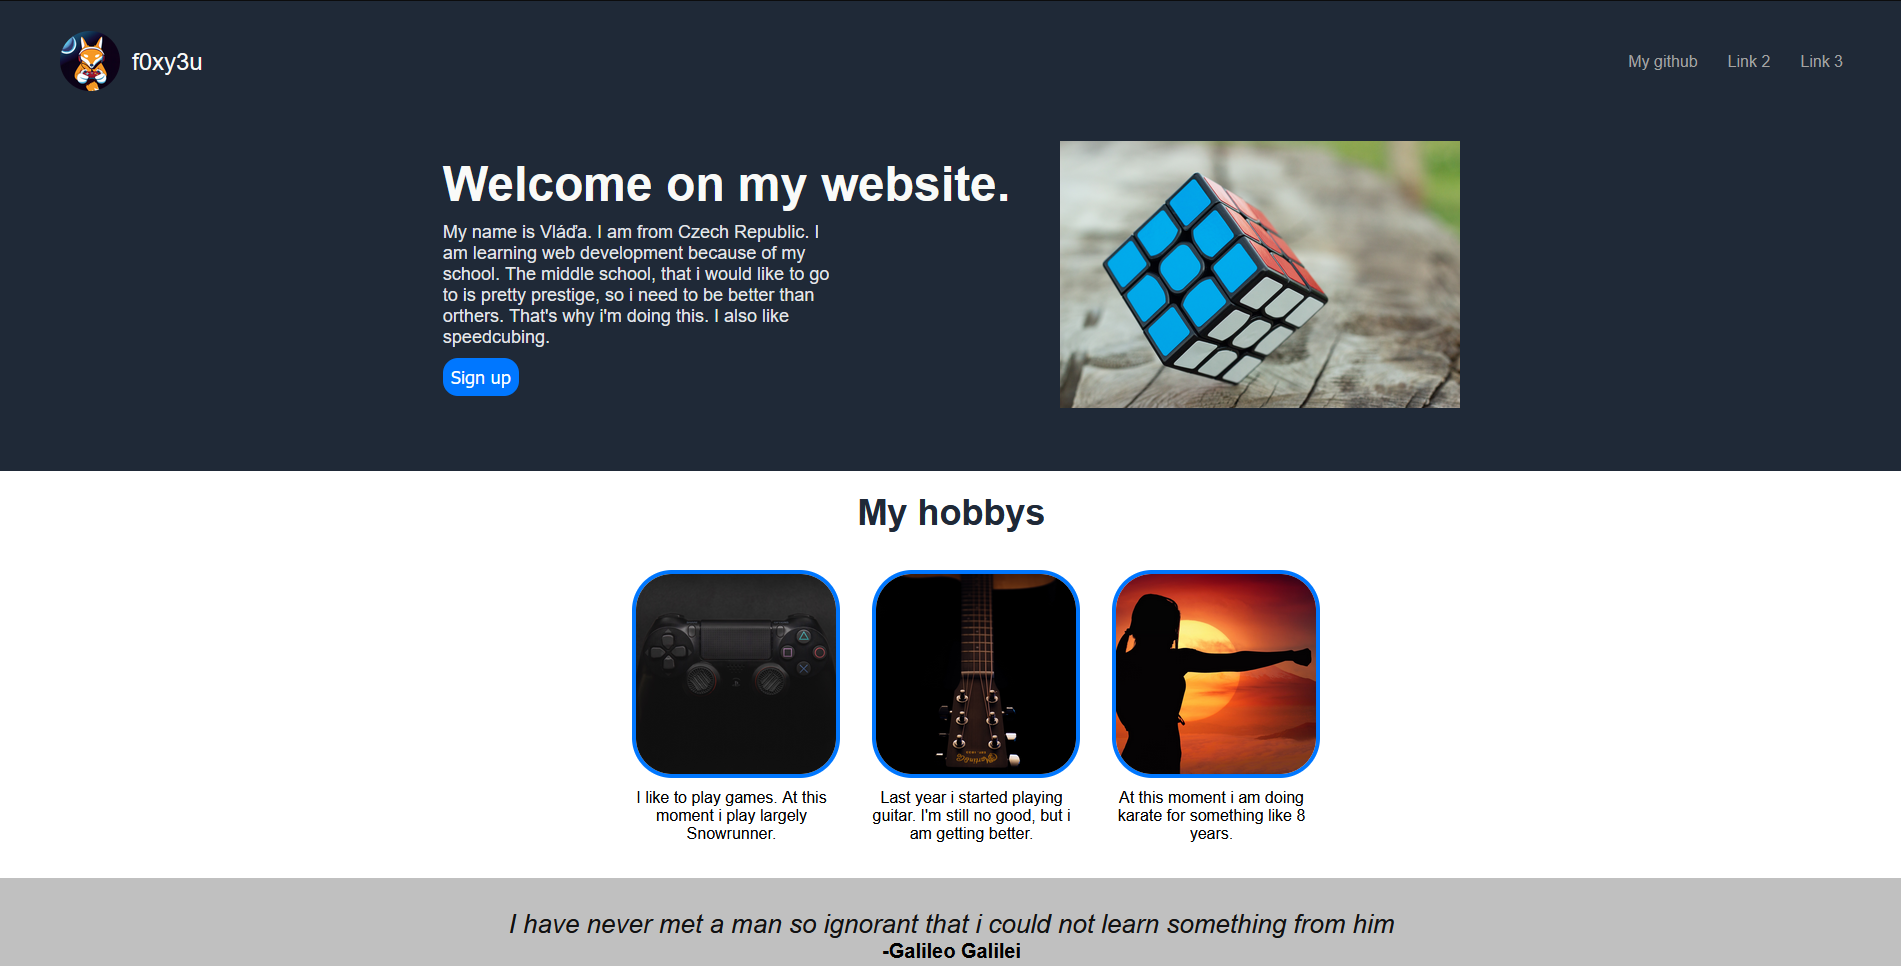 f0xy3u
My github Link 2 Link 3
Welcome on my website.
My name is Vláďa. I am from Czech Republic. I
am learning web development because of my
school. The middle school, that i would like to go
to is pretty prestige, so i need to be better than
orthers. That's why i'm doing this. I also like
speedcubing.
Sign up
My hobbys
I like to play games. At this
moment i play largely
Snowrunner.
Last year i started playing
guitar. I'm still no good, but i
am getting better.
At this moment i am doing
karate for something like 8
years.
I have never met a man so ignorant that i could not learn something from him
-Galileo Galilei